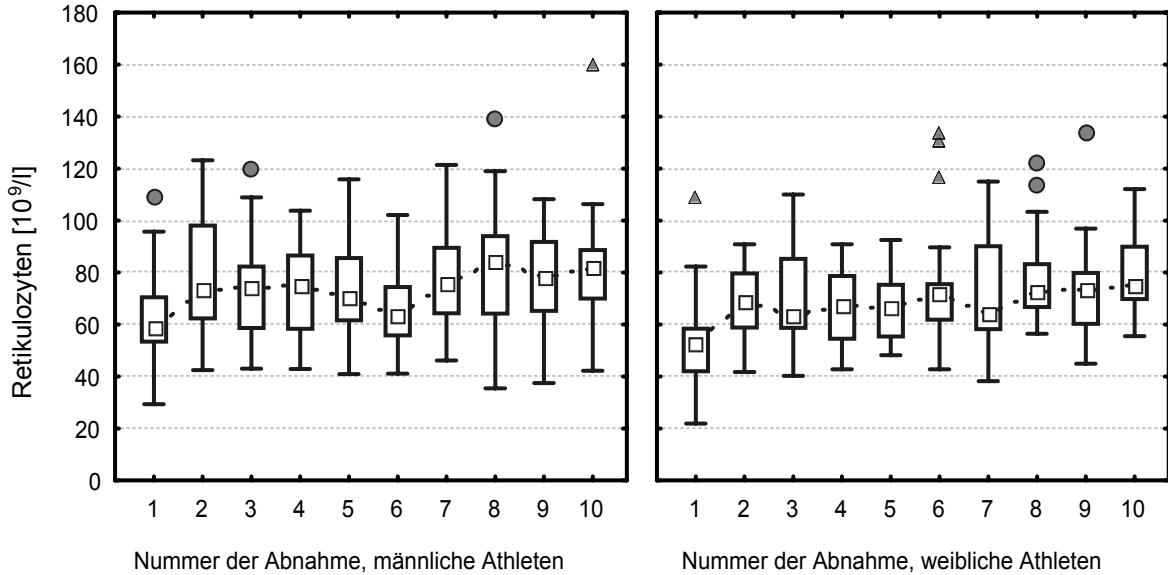 180
160
140
120
100
80
60
40
20
0
Retikulozyten [10⁹/l]
1 2 3 4 5 6 7 8 9 10
1 2 3 4 5 6 7 8 9 10
Nummer der Abnahme, männliche Athleten
Nummer der Abnahme, weibliche Athleten